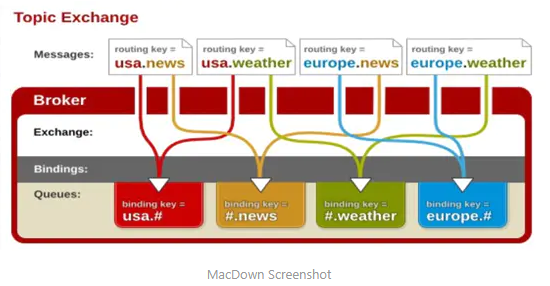 Topic Exchange
Messages:
routing key =
usa.news
routing key =
usa.weather
routing key =
europe.news
routing key =
europe.weather
Broker
Exchange:
Bindings:
Queues:
binding key =
usa.#
binding key =
#.news
binding key =
#.weather
binding key =
europe.#
MacDown Screenshot